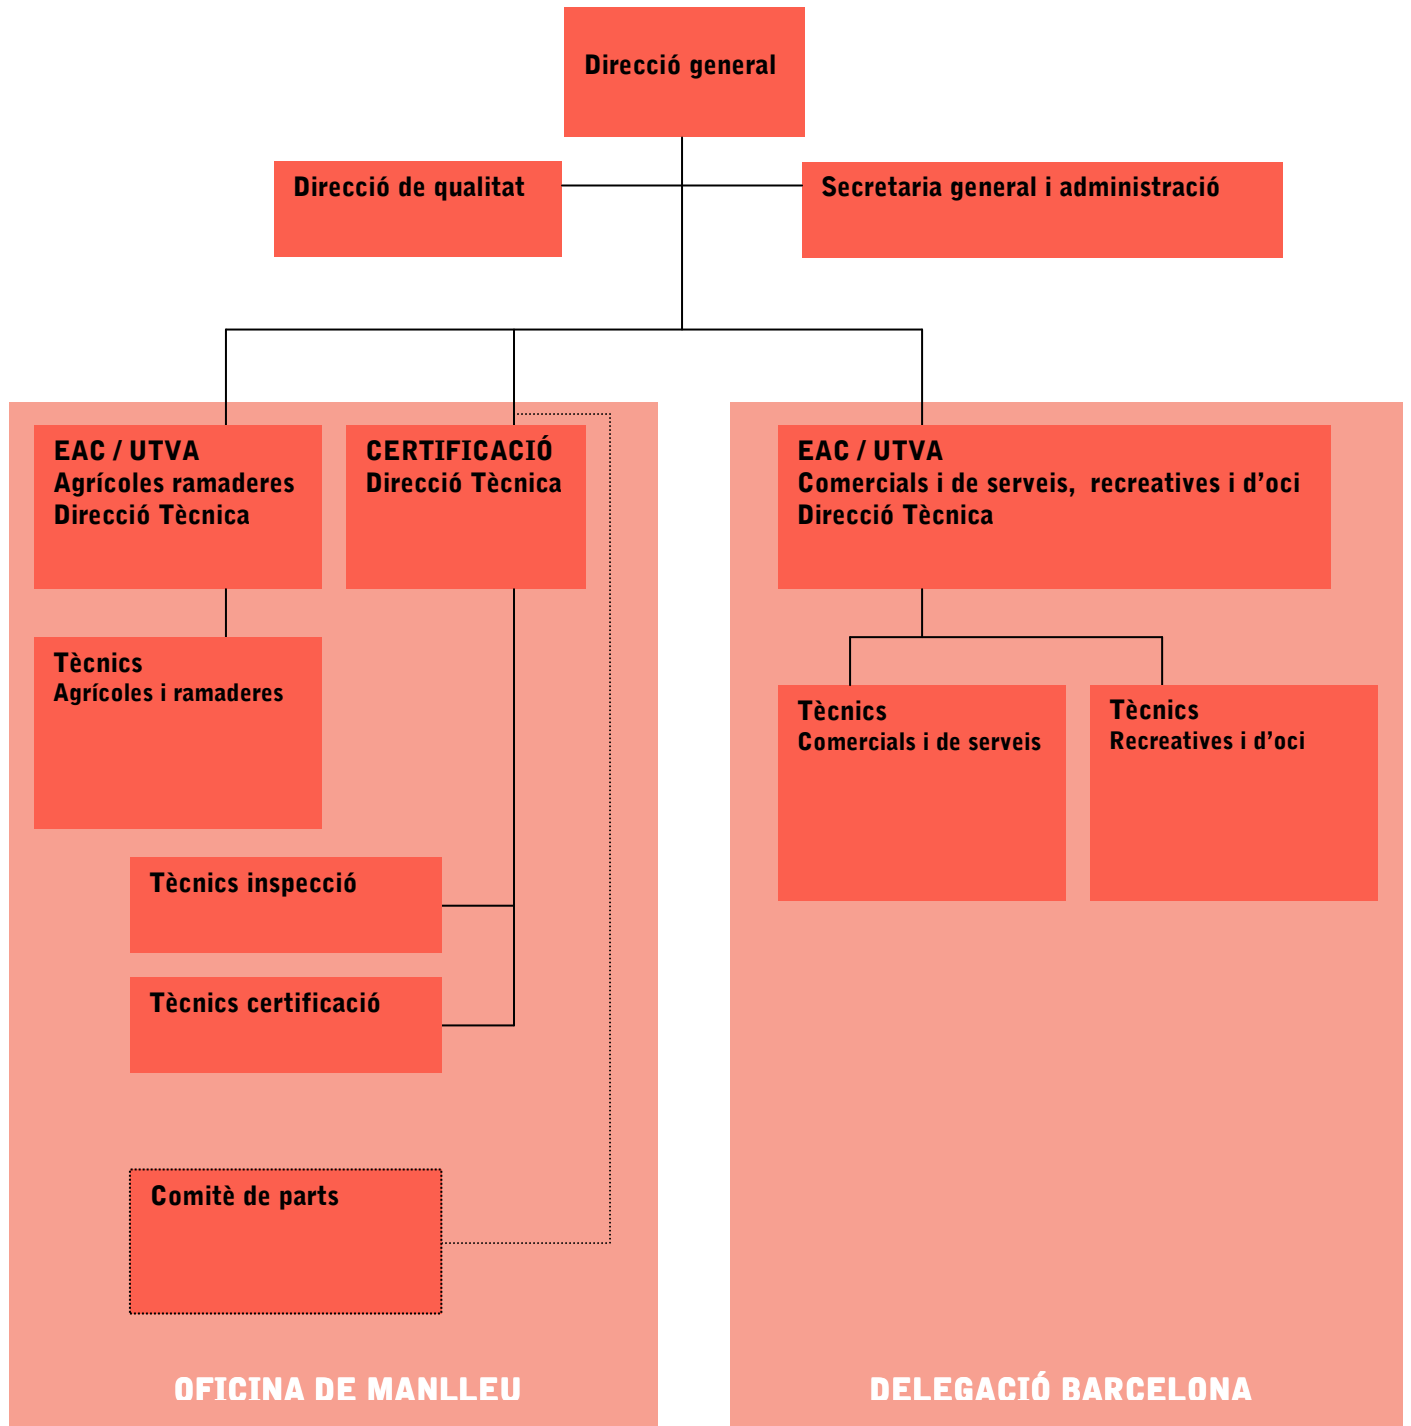 Direcció general
Direcció de qualitat
Secretaria general i administració
EAC / UTVA
Agrícoles ramaderes
Direcció Tècnica
CERTIFICACIÓ
Direcció Tècnica
EAC / UTVA
Comercials i de serveis, recreatives i d’oci
Direcció Tècnica
Tècnics
Agrícoles i ramaderes
Tècnics
Comercials i de serveis
Tècnics
Recreatives i d’oci
Tècnics inspecció
Tècnics certificació
Comitè de parts
OFICINA DE MANLLEU
DELEGACIÓ BARCELONA